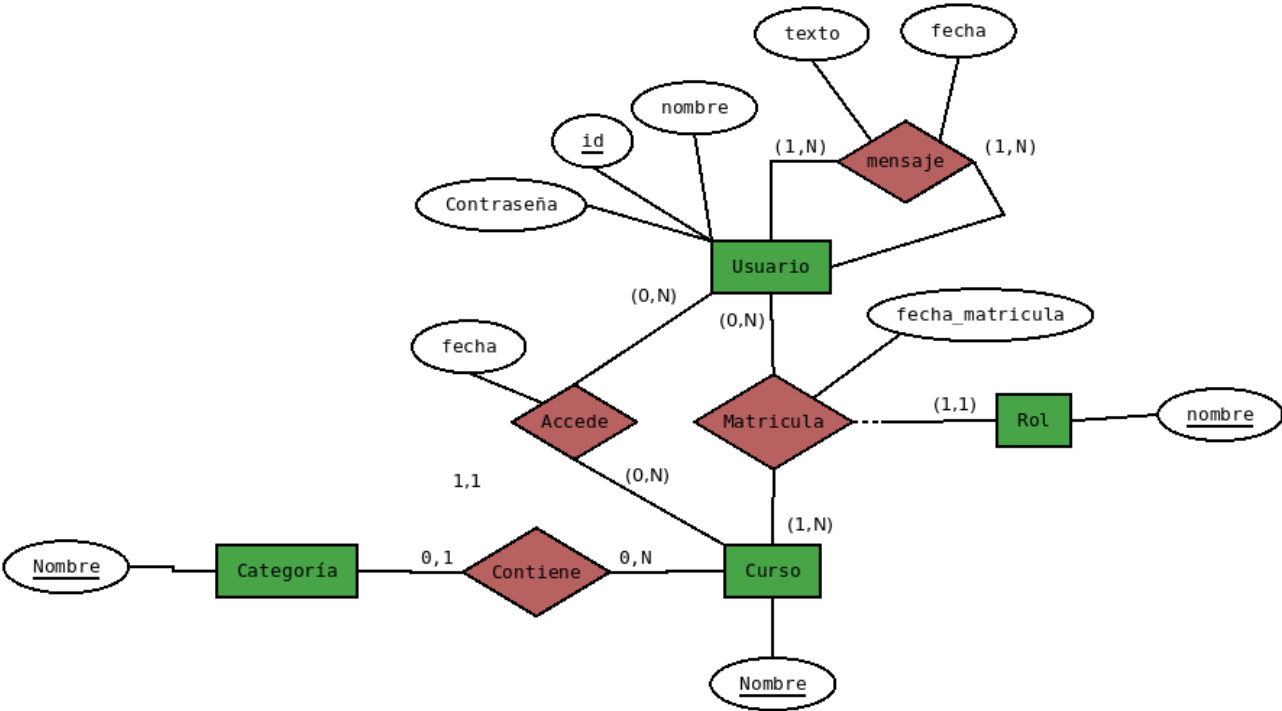 texto
fecha
nombre
id
(1,N)
mensaje
(1,N)
Contraseña
Usuario
(0,N)
(0,N)
fecha_matricula
fecha
(1,1)
Rol
nombre
Accede
Matricula
(0,N)
1,1
(1,N)
Nombre
Categoría
0,1
Contiene
0,N
Curso
Nombre